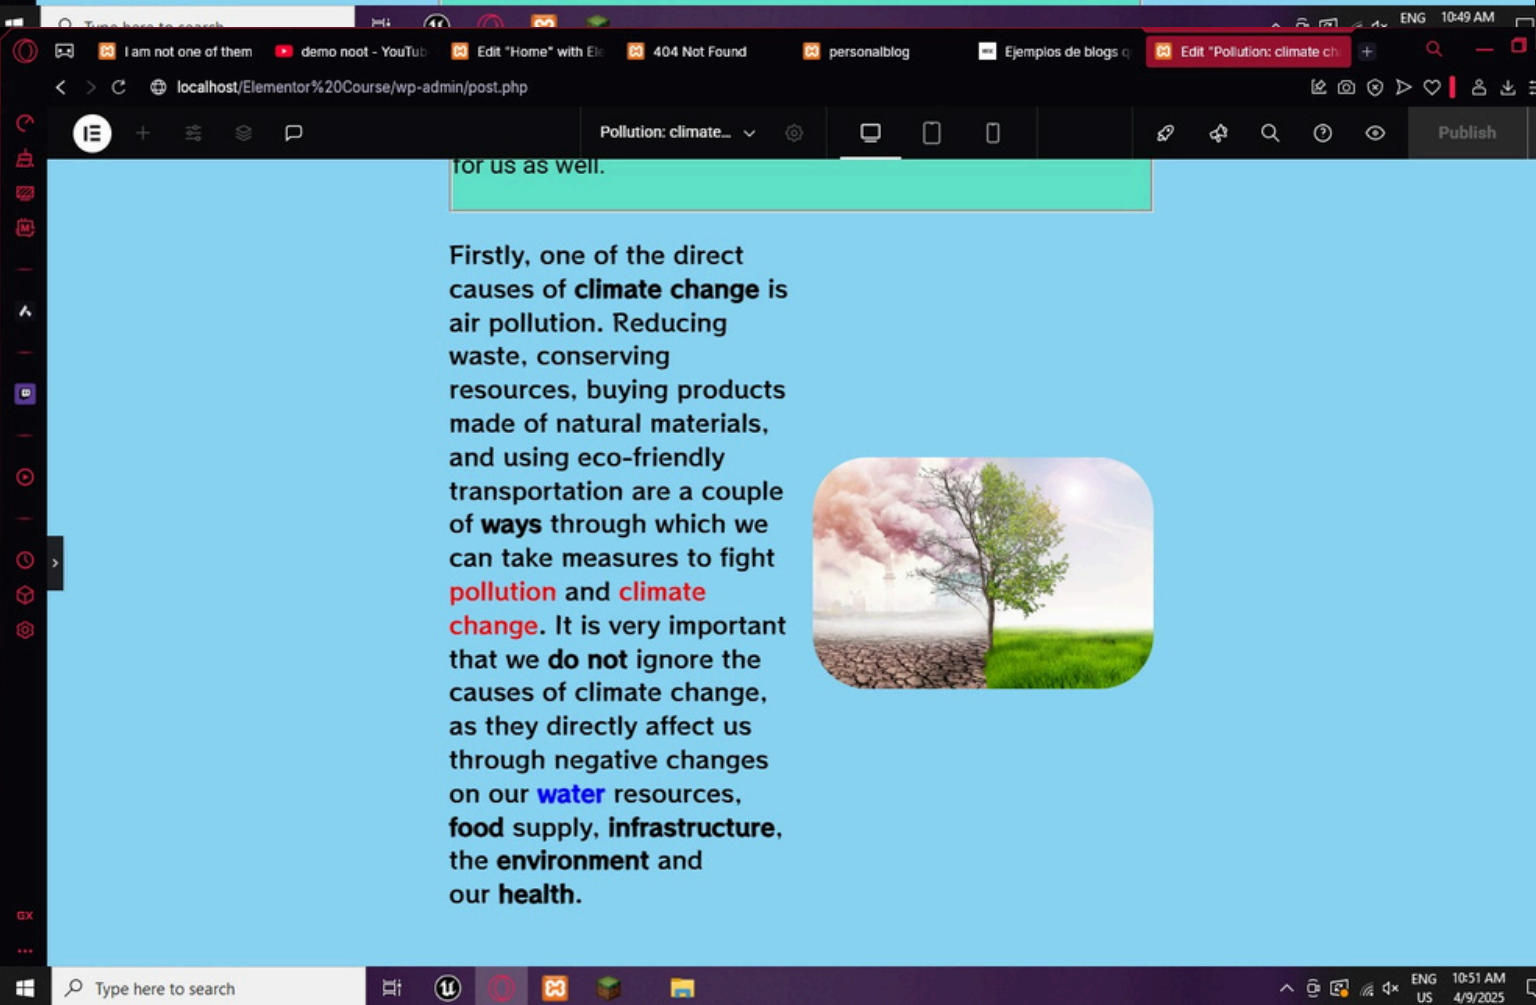 Type here to search
ENG 10:49 AM
I am not one of them
demo noot - YouTub
Edit "Home" with Ele
404 Not Found
personalblog
Ejemplos de blogs q
Edit "Pollution: climate ch
localhost/Elementor%20Course/wp-admin/post.php
Pollution: climate...
Publish
for us as well.
Firstly, one of the direct
causes of climate change is
air pollution. Reducing
waste, conserving
resources, buying products
made of natural materials,
and using eco-friendly
transportation are a couple
of ways through which we
can take measures to fight
pollution and climate
change. It is very important
that we do not ignore the
causes of climate change,
as they directly affect us
through negative changes
on our water resources,
food supply, infrastructure,
the environment and
our health.
GX
Type here to search
ENG 10:51 AM
US 4/9/2025